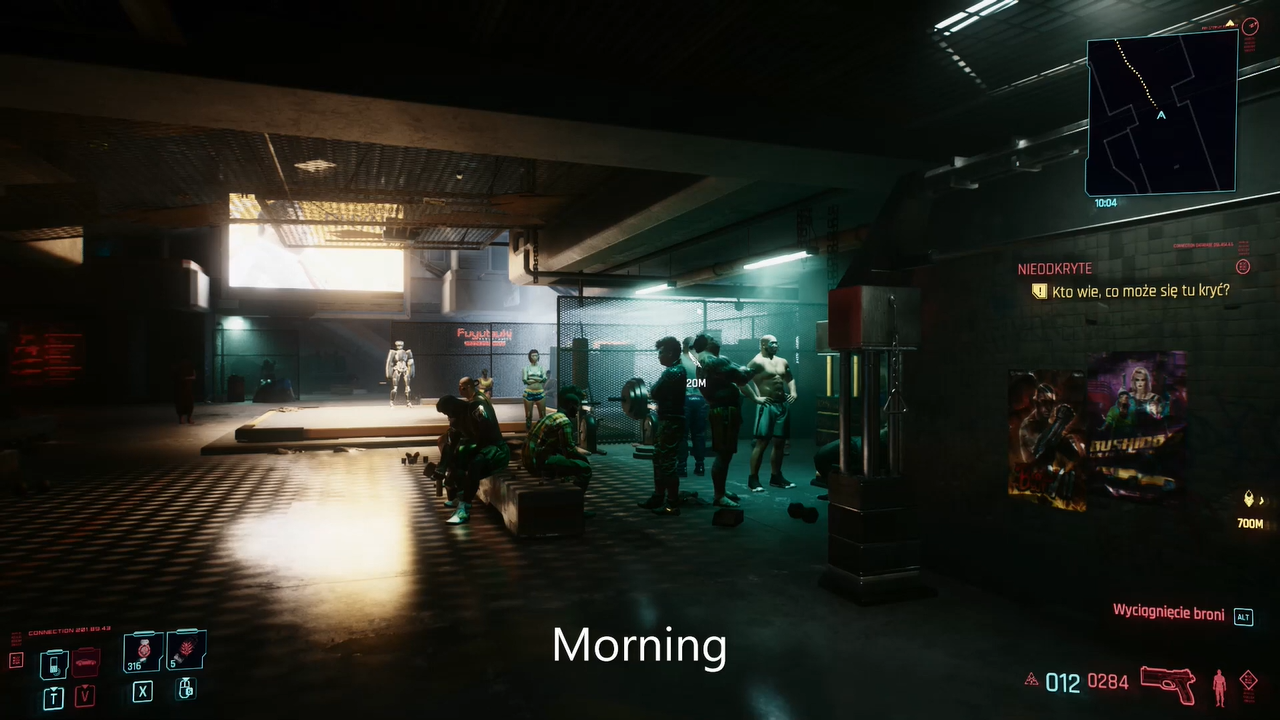 10:04
NIEODKRYTE
Kto wie, co może się tu kryć?
20M
BUSHIDO
700M
Wyciągnięcie broni
ALT
Morning
316
5
T
V
X
012 0284